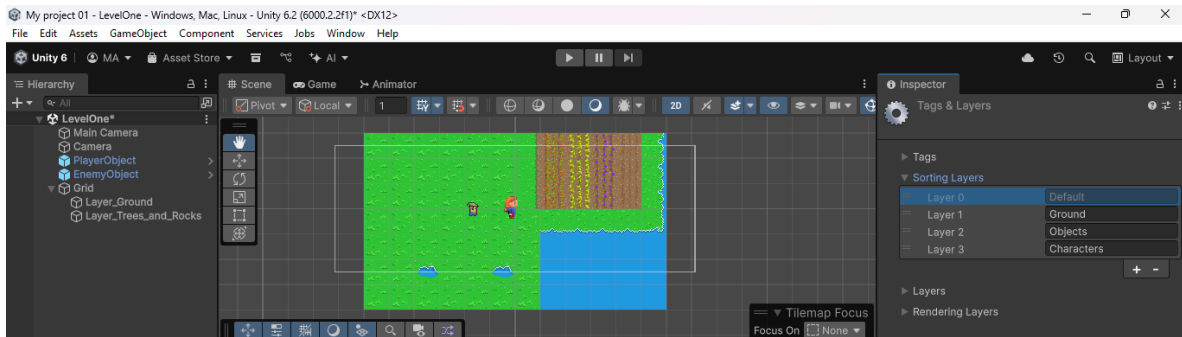 My project 01 - LevelOne - Windows, Mac, Linux - Unity 6.2 (6000.2.2f1)* <DX12>
File Edit Assets GameObject Component Services Jobs Window Help
Unity 6 MA Asset Store AI Layout
Hierarchy
All
LevelOne*
Main Camera
Camera
PlayerObject
EnemyObject
Grid
Layer_Ground
Layer_Trees_and_Rocks
Scene Game Animator
Pivot Local 1 2D
Tilemap Focus
Focus On None
Inspector
Tags & Layers
Tags
Sorting Layers
Layer 0 Default
Layer 1 Ground
Layer 2 Objects
Layer 3 Characters
+ -
Layers
Rendering Layers